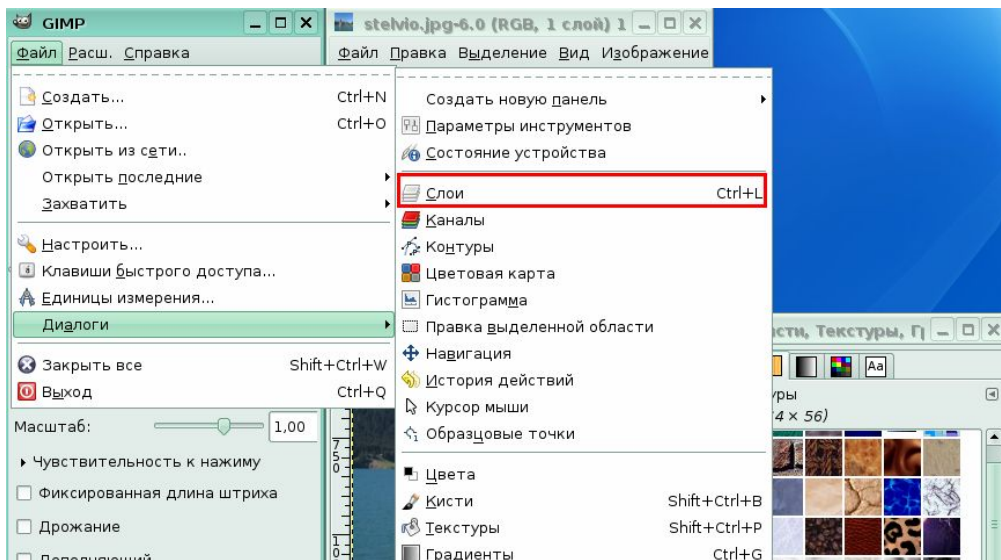 GIMP
Файл Расш. Справка
Создать... Ctrl+N
Открыть... Ctrl+O
Открыть из сети..
Открыть последние
Захватить
Настроить...
Клавиши быстрого доступа...
Единицы измерения...
Диалоги
Закрыть все Shift+Ctrl+W
Выход Ctrl+Q
Масштаб: 1,00
Чувствительность к нажиму
Фиксированная длина штриха
Дрожание
stelvio.jpg-6.0 (RGB, 1 слой) 1
Файл Правка Выделение Вид Изображение
Создать новую панель
Параметры инструментов
Состояние устройства
Слои Ctrl+L
Каналы
Контуры
Цветовая карта
Гистограмма
Правка выделенной области
Навигация
История действий
Курсор мыши
Образцовые точки
Цвета
Кисти Shift+Ctrl+B
Текстуры Shift+Ctrl+P
Градиенты Ctrl+G
750
10
сти, Текстуры, Г
Aa
ры
4 × 56)